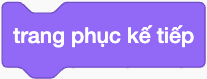 trang phục kế tiếp